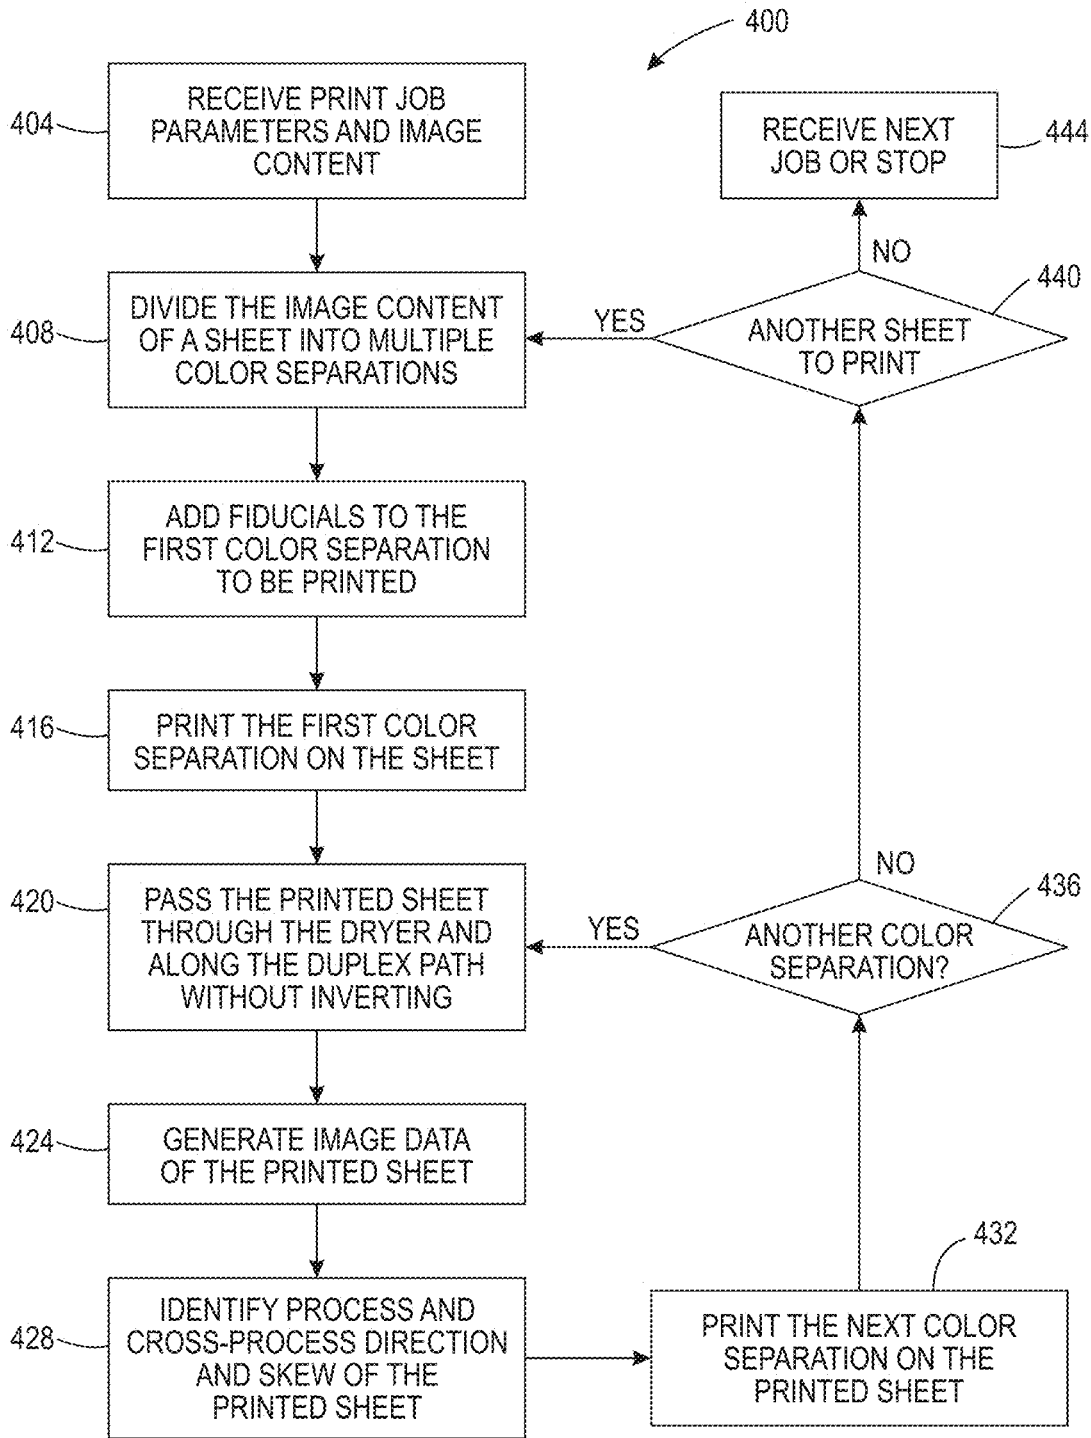 400
404
RECEIVE PRINT JOB
PARAMETERS AND IMAGE
CONTENT
408
DIVIDE THE IMAGE CONTENT
OF A SHEET INTO MULTIPLE
COLOR SEPARATIONS
412
ADD FIDUCIALS TO THE
FIRST COLOR SEPARATION
TO BE PRINTED
416
PRINT THE FIRST COLOR
SEPARATION ON THE SHEET
420
PASS THE PRINTED SHEET
THROUGH THE DRYER AND
ALONG THE DUPLEX PATH
WITHOUT INVERTING
424
GENERATE IMAGE DATA
OF THE PRINTED SHEET
428
IDENTIFY PROCESS AND
CROSS-PROCESS DIRECTION
AND SKEW OF THE
PRINTED SHEET
432
PRINT THE NEXT COLOR
SEPARATION ON THE
PRINTED SHEET
436
ANOTHER COLOR
SEPARATION?
YES
NO
440
ANOTHER SHEET
TO PRINT
YES
NO
444
RECEIVE NEXT
JOB OR STOP